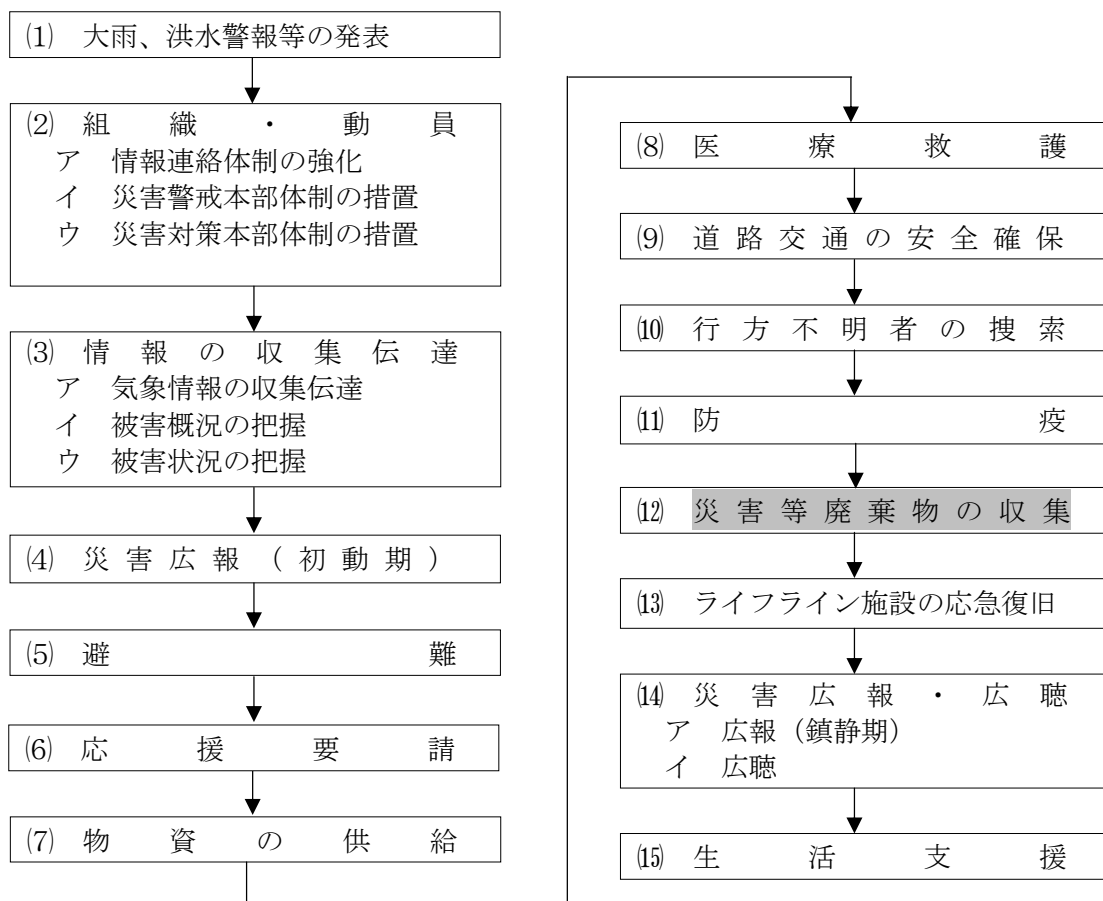 ⑴ 大雨、洪水警報等の発表
⑵ 組織・動員
ア 情報連絡体制の強化
イ 災害警戒本部体制の措置
ウ 災害対策本部体制の措置
⑶ 情報の収集伝達
ア 気象情報の収集伝達
イ 被害概況の把握
ウ 被害状況の把握
⑷ 災害広報(初動期)
⑸ 避難
⑹ 応援要請
⑺ 物資の供給
⑻ 医療救護
⑼ 道路交通の安全確保
⑽ 行方不明者の捜索
⑾ 防疫
⑿ 災害等廃棄物の収集
⒀ ライフライン施設の応急復旧
⒁ 災害広報・広聴
ア 広報(鎮静期)
イ 広聴
⒂ 生活支援